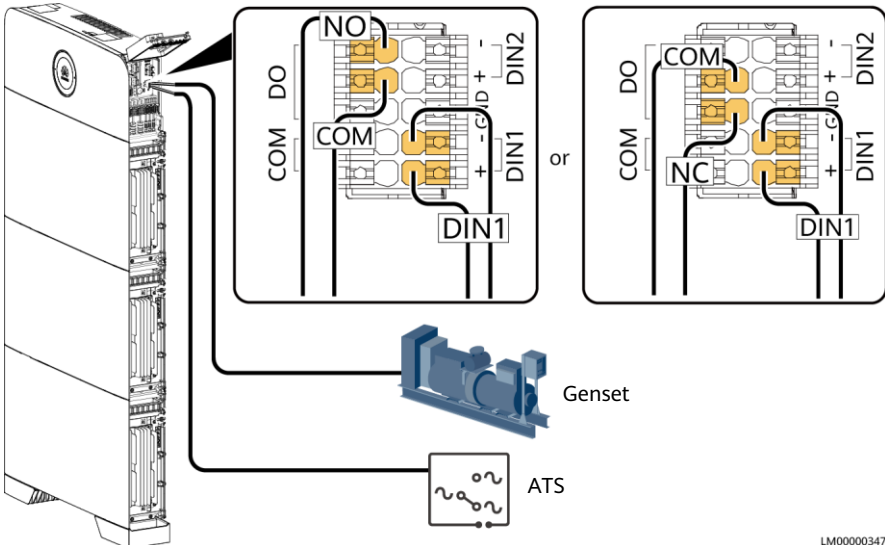 NO
COM
DIN1
DO
COM
-
+
DIN2
GND
-
+
DIN1
or
COM
NC
DIN1
DO
COM
-
+
DIN2
GND
-
+
DIN1
Genset
ATS
LM00000347